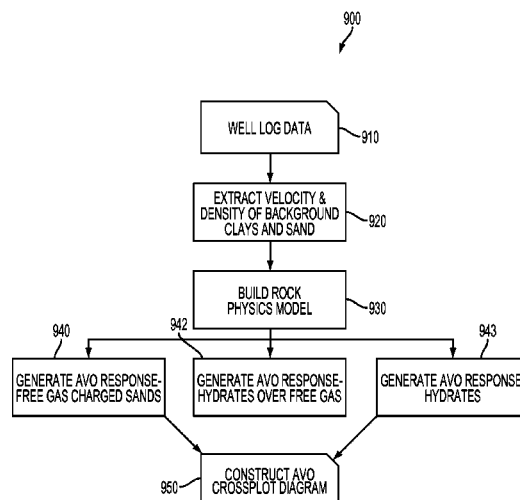 900
WELL LOG DATA
910
EXTRACT VELOCITY &
DENSITY OF BACKGROUND
CLAYS AND SAND
920
BUILD ROCK
PHYSICS MODEL
930
940
942
943
GENERATE AVO RESPONSE-
FREE GAS CHARGED SANDS
GENERATE AVO RESPONSE-
HYDRATES OVER FREE GAS
GENERATE AVO RESPONSE
HYDRATES
CONSTRUCT AVO
CROSSPLOT DIAGRAM
950